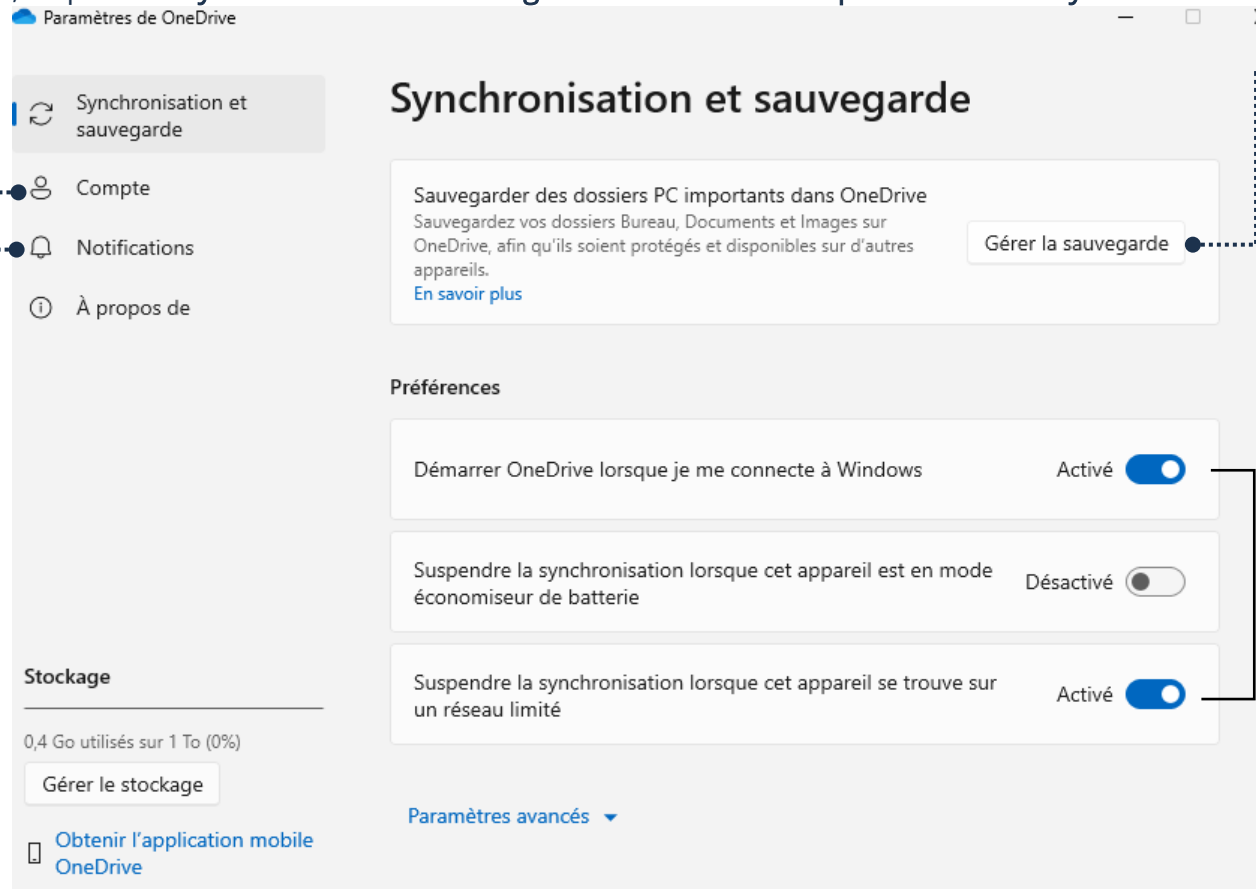 Paramètres de OneDrive
Synchronisation et
sauvegarde
Compte
Notifications
À propos de
Stockage
0,4 Go utilisés sur 1 To (0%)
Gérer le stockage
Obtenir l'application mobile
OneDrive
Synchronisation et sauvegarde
Sauvegarder des dossiers PC importants dans OneDrive
Sauvegardez vos dossiers Bureau, Documents et Images sur
OneDrive, afin qu'ils soient protégés et disponibles sur d'autres
appareils.
En savoir plus
Gérer la sauvegarde
Préférences
Démarrer OneDrive lorsque je me connecte à Windows
Activé
Suspendre la synchronisation lorsque cet appareil est en mode
économiseur de batterie
Désactivé
Suspendre la synchronisation lorsque cet appareil se trouve sur
un réseau limité
Activé
Paramètres avancés